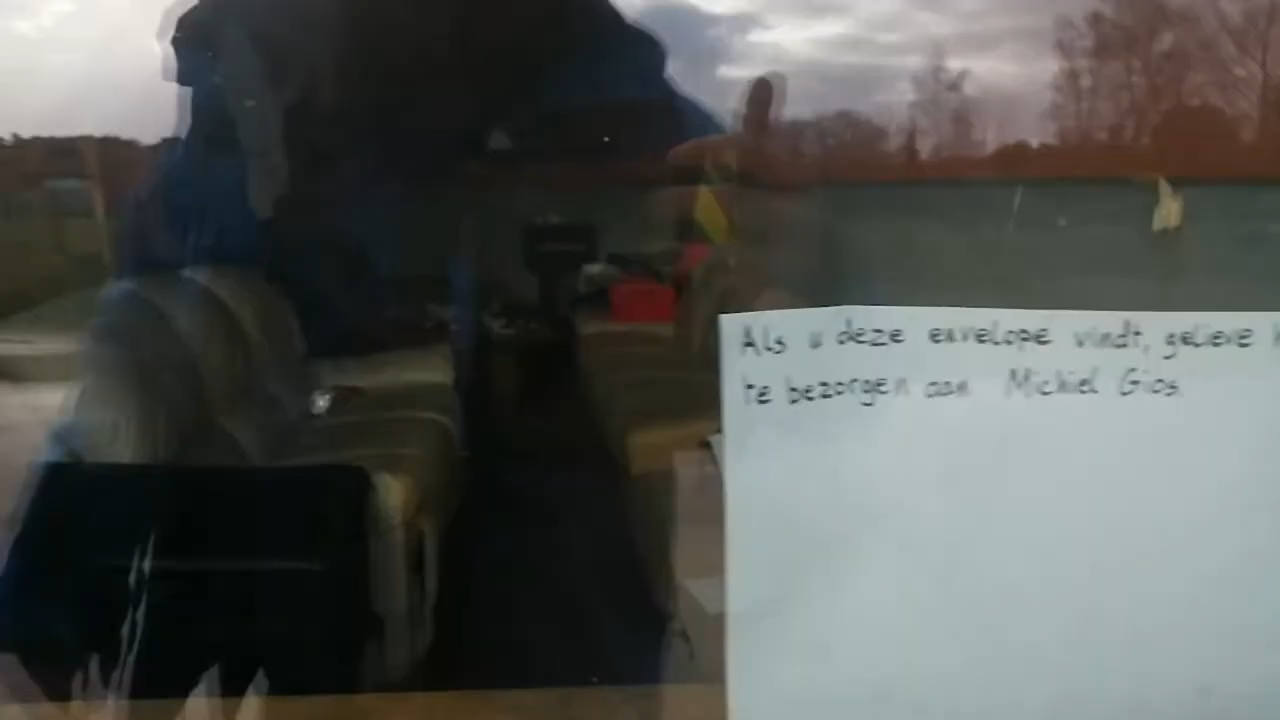 Als u deze envelope vindt, gelieve
te bezorgen aan Michiel Gios.